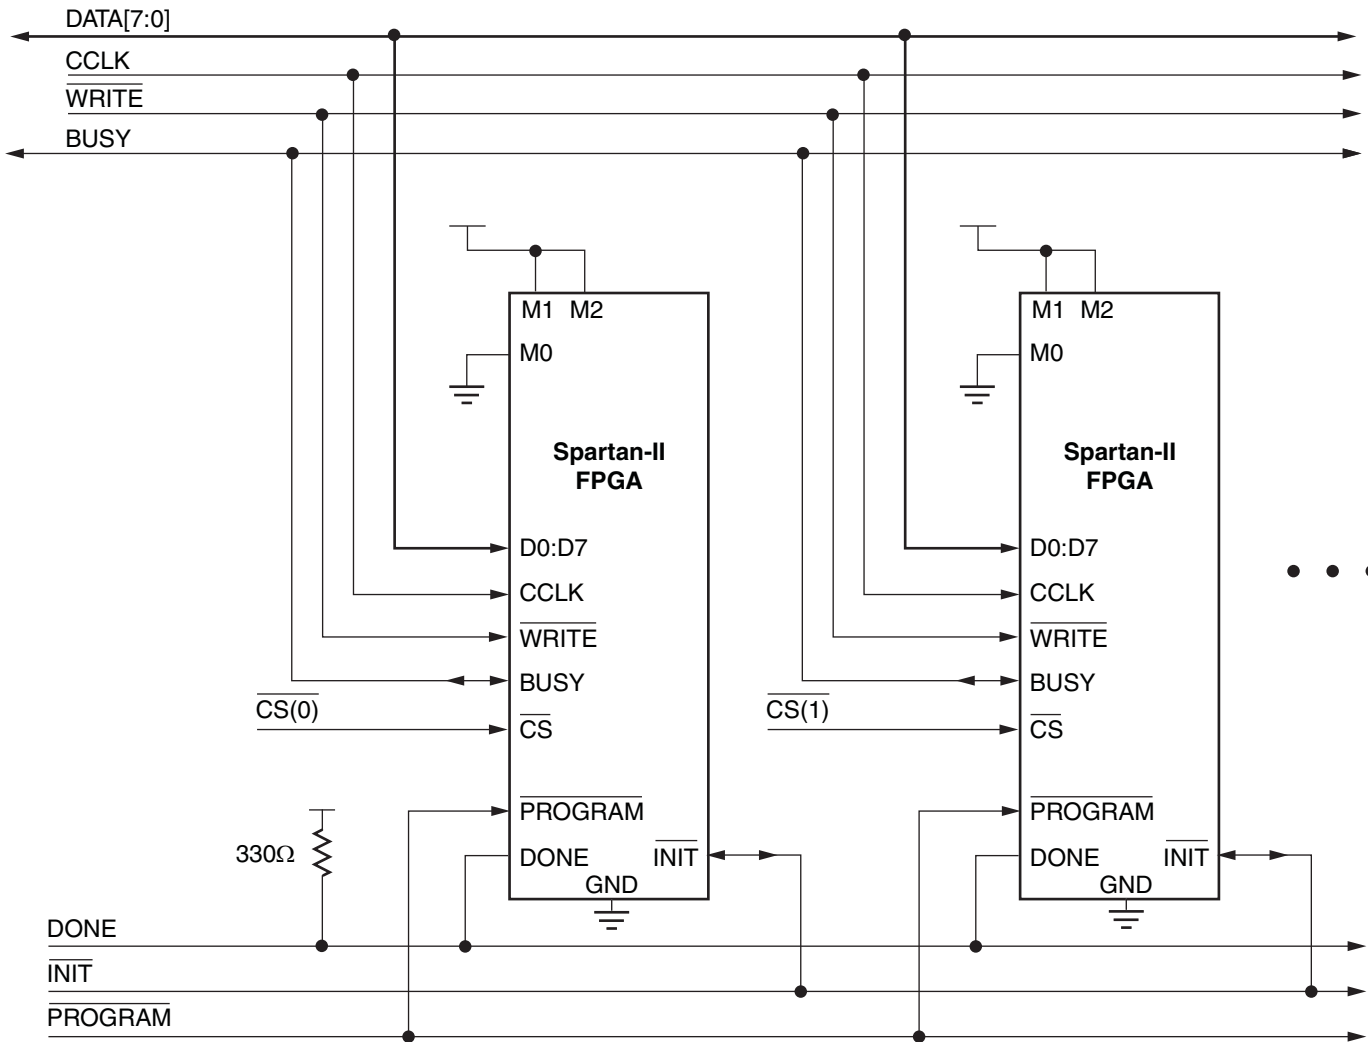 DATA[7:0]
CCLK
WRITE
BUSY
M1 M2
M0
Spartan-II
FPGA
D0:D7
CCLK
WRITE
BUSY
CS(0)
CS
PROGRAM
DONE INIT
GND
M1 M2
M0
Spartan-II
FPGA
D0:D7
CCLK
WRITE
BUSY
CS(1)
CS
PROGRAM
DONE INIT
GND
330Ω
DONE
INIT
PROGRAM